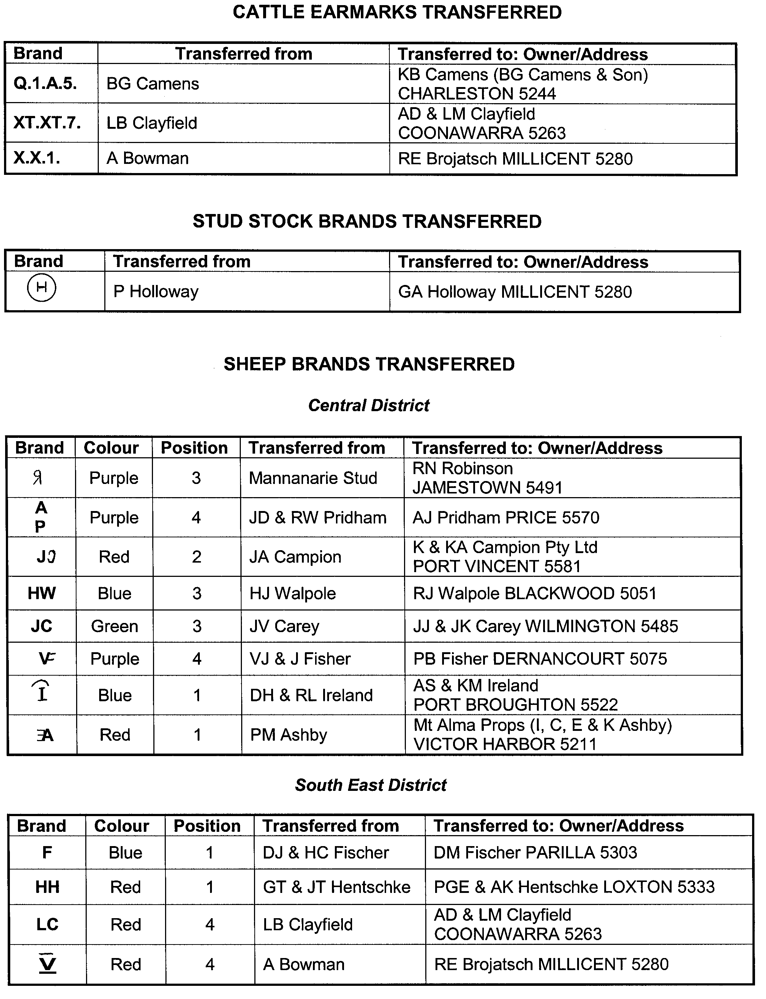 CATTLE EARMARKS TRANSFERRED
Brand Transferred from Transferred to: Owner/Address
Q.1.A.5. BG Camens KB Camens (BG Camens & Son)
CHARLESTON 5244
XT.XT.7. LB Clayfield AD & LM Clayfield
COONAWARRA 5263
X.X.1. A Bowman RE Brojatsch MILLICENT 5280
STUD STOCK BRANDS TRANSFERRED
Brand Transferred from Transferred to: Owner/Address
H P Holloway GA Holloway MILLICENT 5280
SHEEP BRANDS TRANSFERRED
Central District
Brand Colour Position Transferred from Transferred to: Owner/Address
Purple 3 Mannanarie Stud RN Robinson
JAMESTOWN 5491
A
P Purple 4 JD & RW Pridham AJ Pridham PRICE 5570
J Red 2 JA Campion K & KA Campion Pty Ltd
PORT VINCENT 5581
HW Blue 3 HJ Walpole RJ Walpole BLACKWOOD 5051
JC Green 3 JV Carey JJ & JK Carey WILMINGTON 5485
VF Purple 4 VJ & J Fisher PB Fisher DERNANCOURT 5075
I Blue 1 DH & RL Ireland AS & KM Ireland
PORT BROUGHTON 5522
ƎA Red 1 PM Ashby Mt Alma Props (I, C, E & K Ashby)
VICTOR HARBOR 5211
South East District
Brand Colour Position Transferred from Transferred to: Owner/Address
F Blue 1 DJ & HC Fischer DM Fischer PARILLA 5303
HH Red 1 GT & JT Hentschke PGE & AK Hentschke LOXTON 5333
LC Red 4 LB Clayfield AD & LM Clayfield
COONAWARRA 5263
V Red 4 A Bowman RE Brojatsch MILLICENT 5280